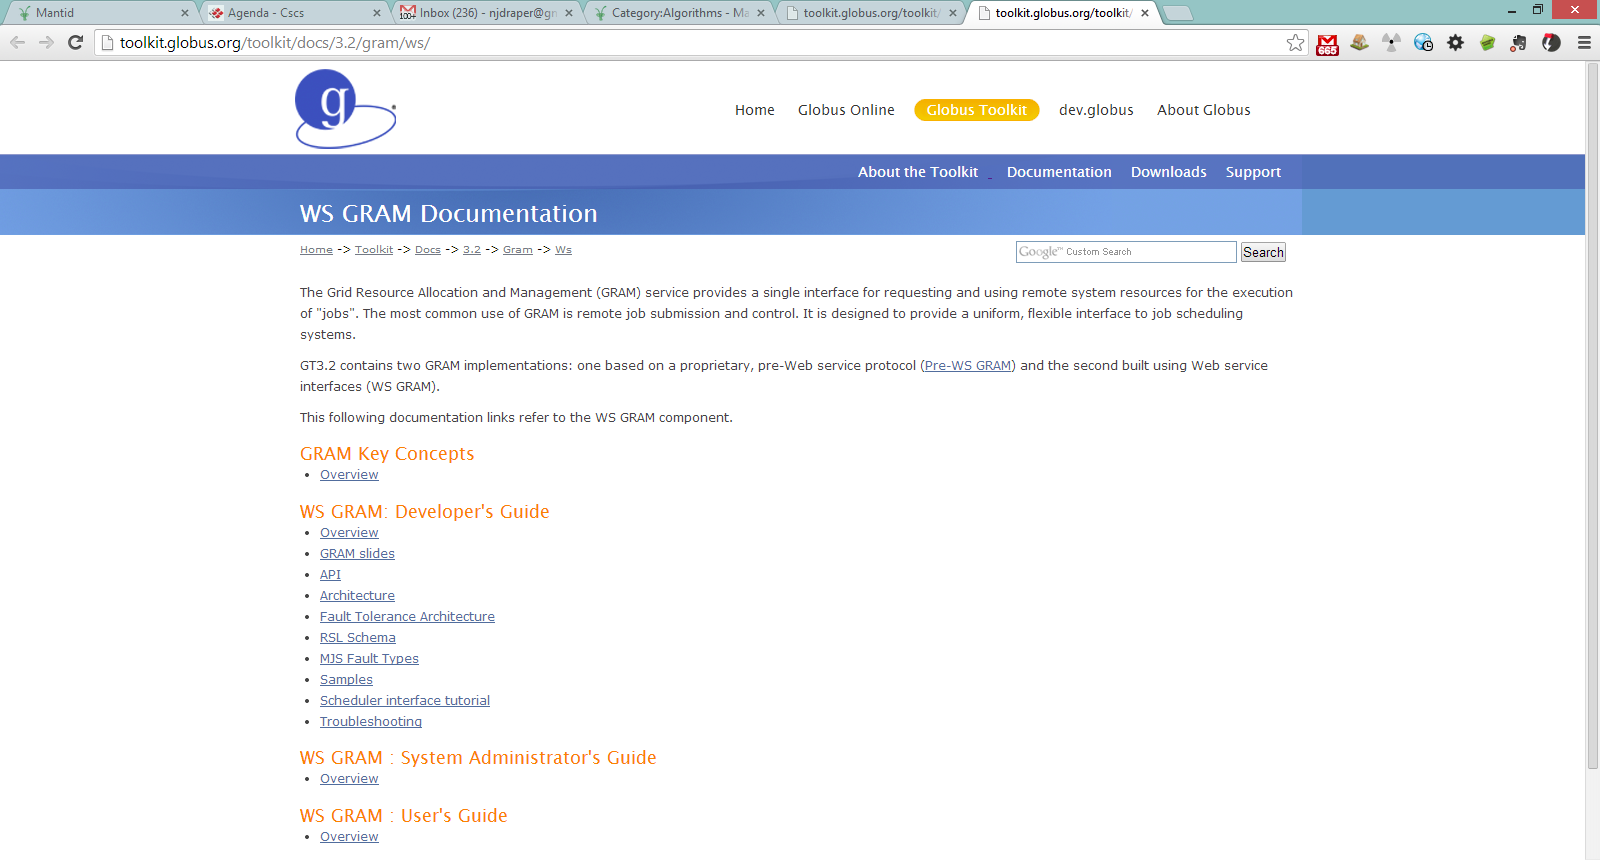 Mantid
Agenda - Cscs
Inbox (236) - njdraper@gm
Category:Algorithms - Ma
toolkit.globus.org/toolkit/
toolkit.globus.org/toolkit/
toolkit.globus.org/toolkit/docs/3.2/gram/ws/
665
g
Home Globus Online Globus Toolkit dev.globus About Globus
About the Toolkit Documentation Downloads Support
WS GRAM Documentation
Home -> Toolkit -> Docs -> 3.2 -> Gram -> Ws
Google™ Custom Search Search
The Grid Resource Allocation and Management (GRAM) service provides a single interface for requesting and using remote system resources for the execution
of "jobs". The most common use of GRAM is remote job submission and control. It is designed to provide a uniform, flexible interface to job scheduling
systems.
GT3.2 contains two GRAM implementations: one based on a proprietary, pre-Web service protocol (Pre-WS GRAM) and the second built using Web service
interfaces (WS GRAM).
This following documentation links refer to the WS GRAM component.
GRAM Key Concepts
• Overview
WS GRAM: Developer's Guide
• Overview
• GRAM slides
• API
• Architecture
• Fault Tolerance Architecture
• RSL Schema
• MJS Fault Types
• Samples
• Scheduler interface tutorial
• Troubleshooting
WS GRAM : System Administrator's Guide
• Overview
WS GRAM : User's Guide
• Overview